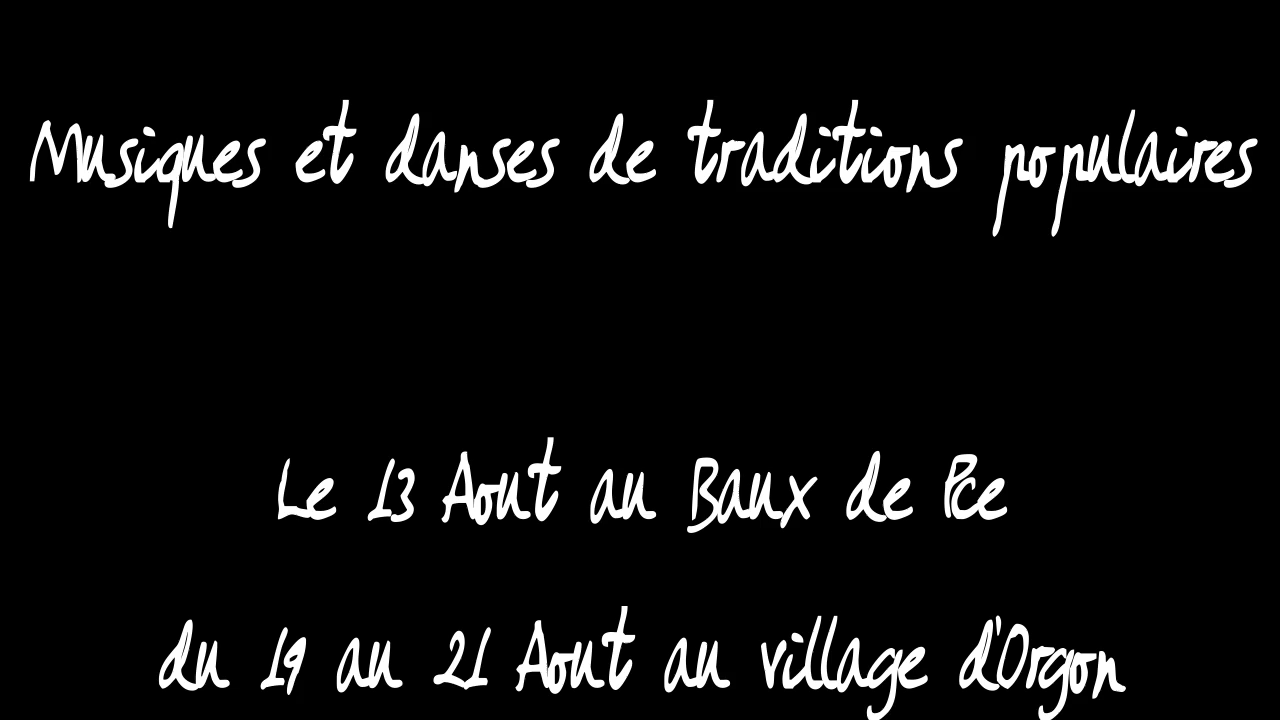 Musiques et danses de traditions populaires
Le 13 Aout au Baux de Pce
du 19 au 21 Aout au village d'Orgon